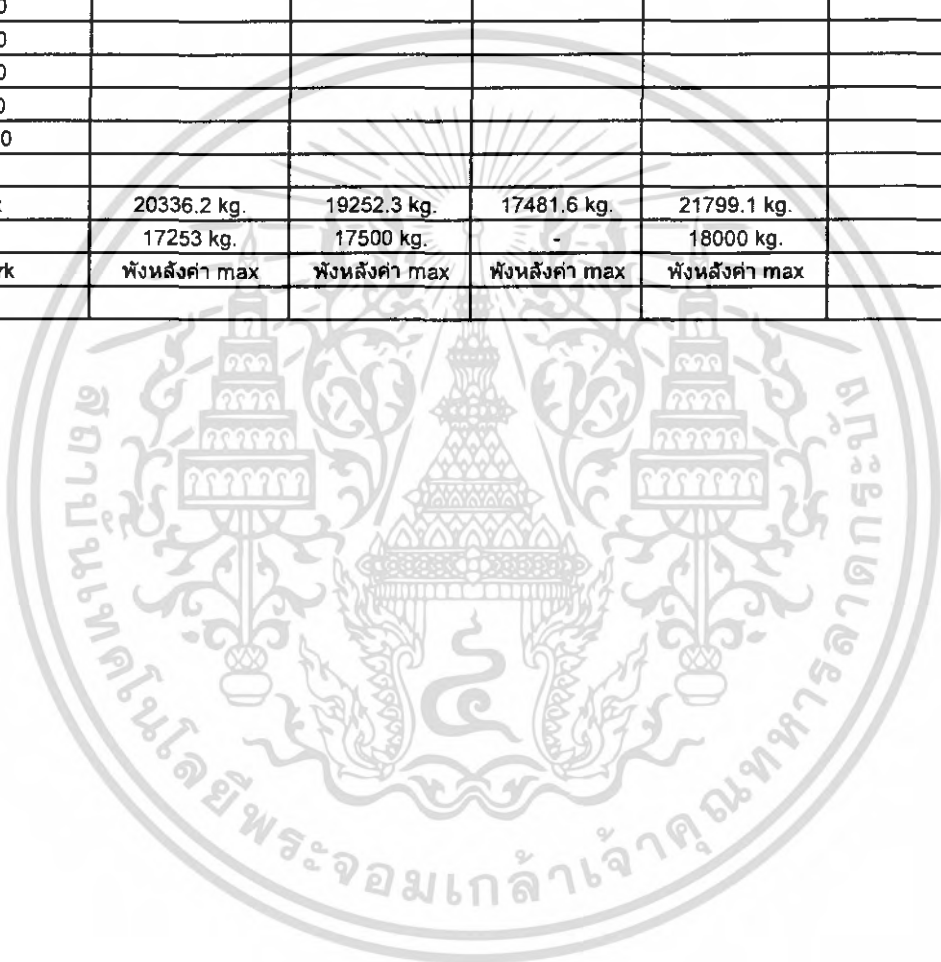 0
0
0
0
0
20336.2 kg. 19252.3 kg. 17481.6 kg. 21799.1 kg.
17253 kg. 17500 kg. - 18000 kg.
rk พังหลังค่า max พังหลังค่า max พังหลังค่า max พังหลังค่า max
สถาบันเทคโนโลยีพระจอมเกล้าเจ้าคุณทหารลาดกระบัง